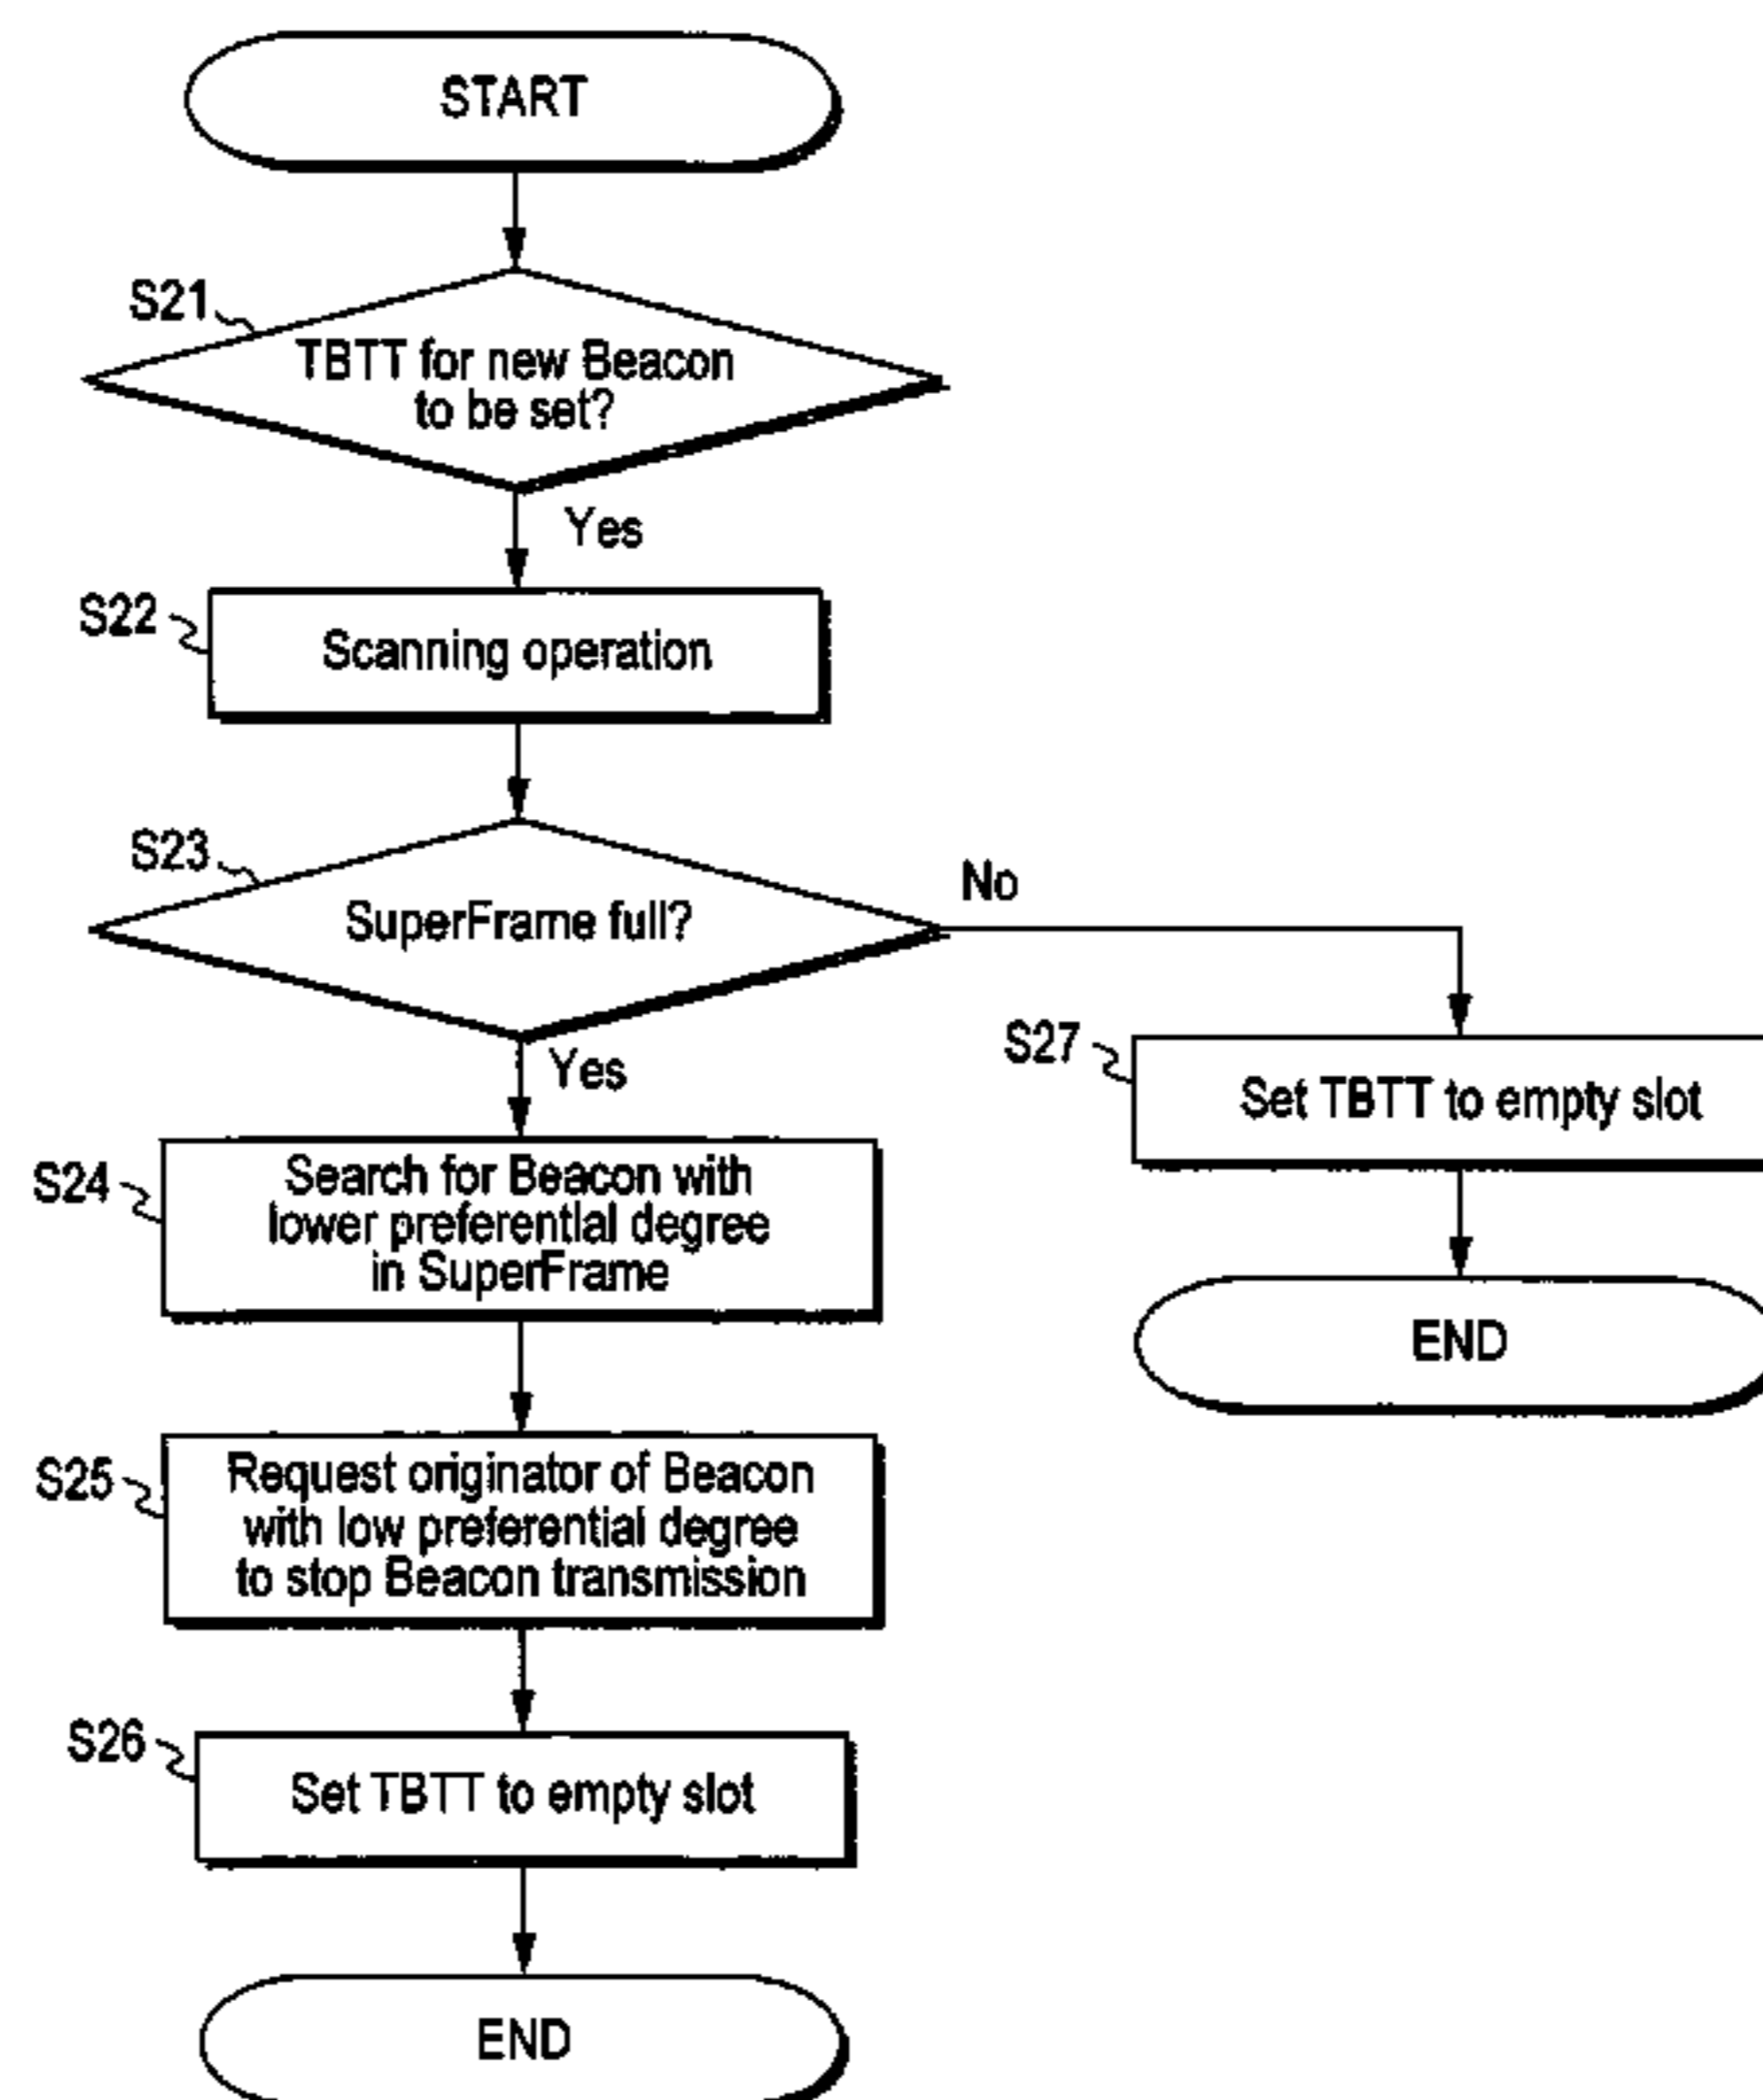 START
S21
TBTT for new Beacon
to be set?
Yes
S22
Scanning operation
S23
SuperFrame full?
No
Yes
S27
Set TBTT to empty slot
S24
Search for Beacon with
lower preferential degree
in SuperFrame
END
S25
Request originator of Beacon
with low preferential degree
to stop Beacon transmission
S26
Set TBTT to empty slot
END